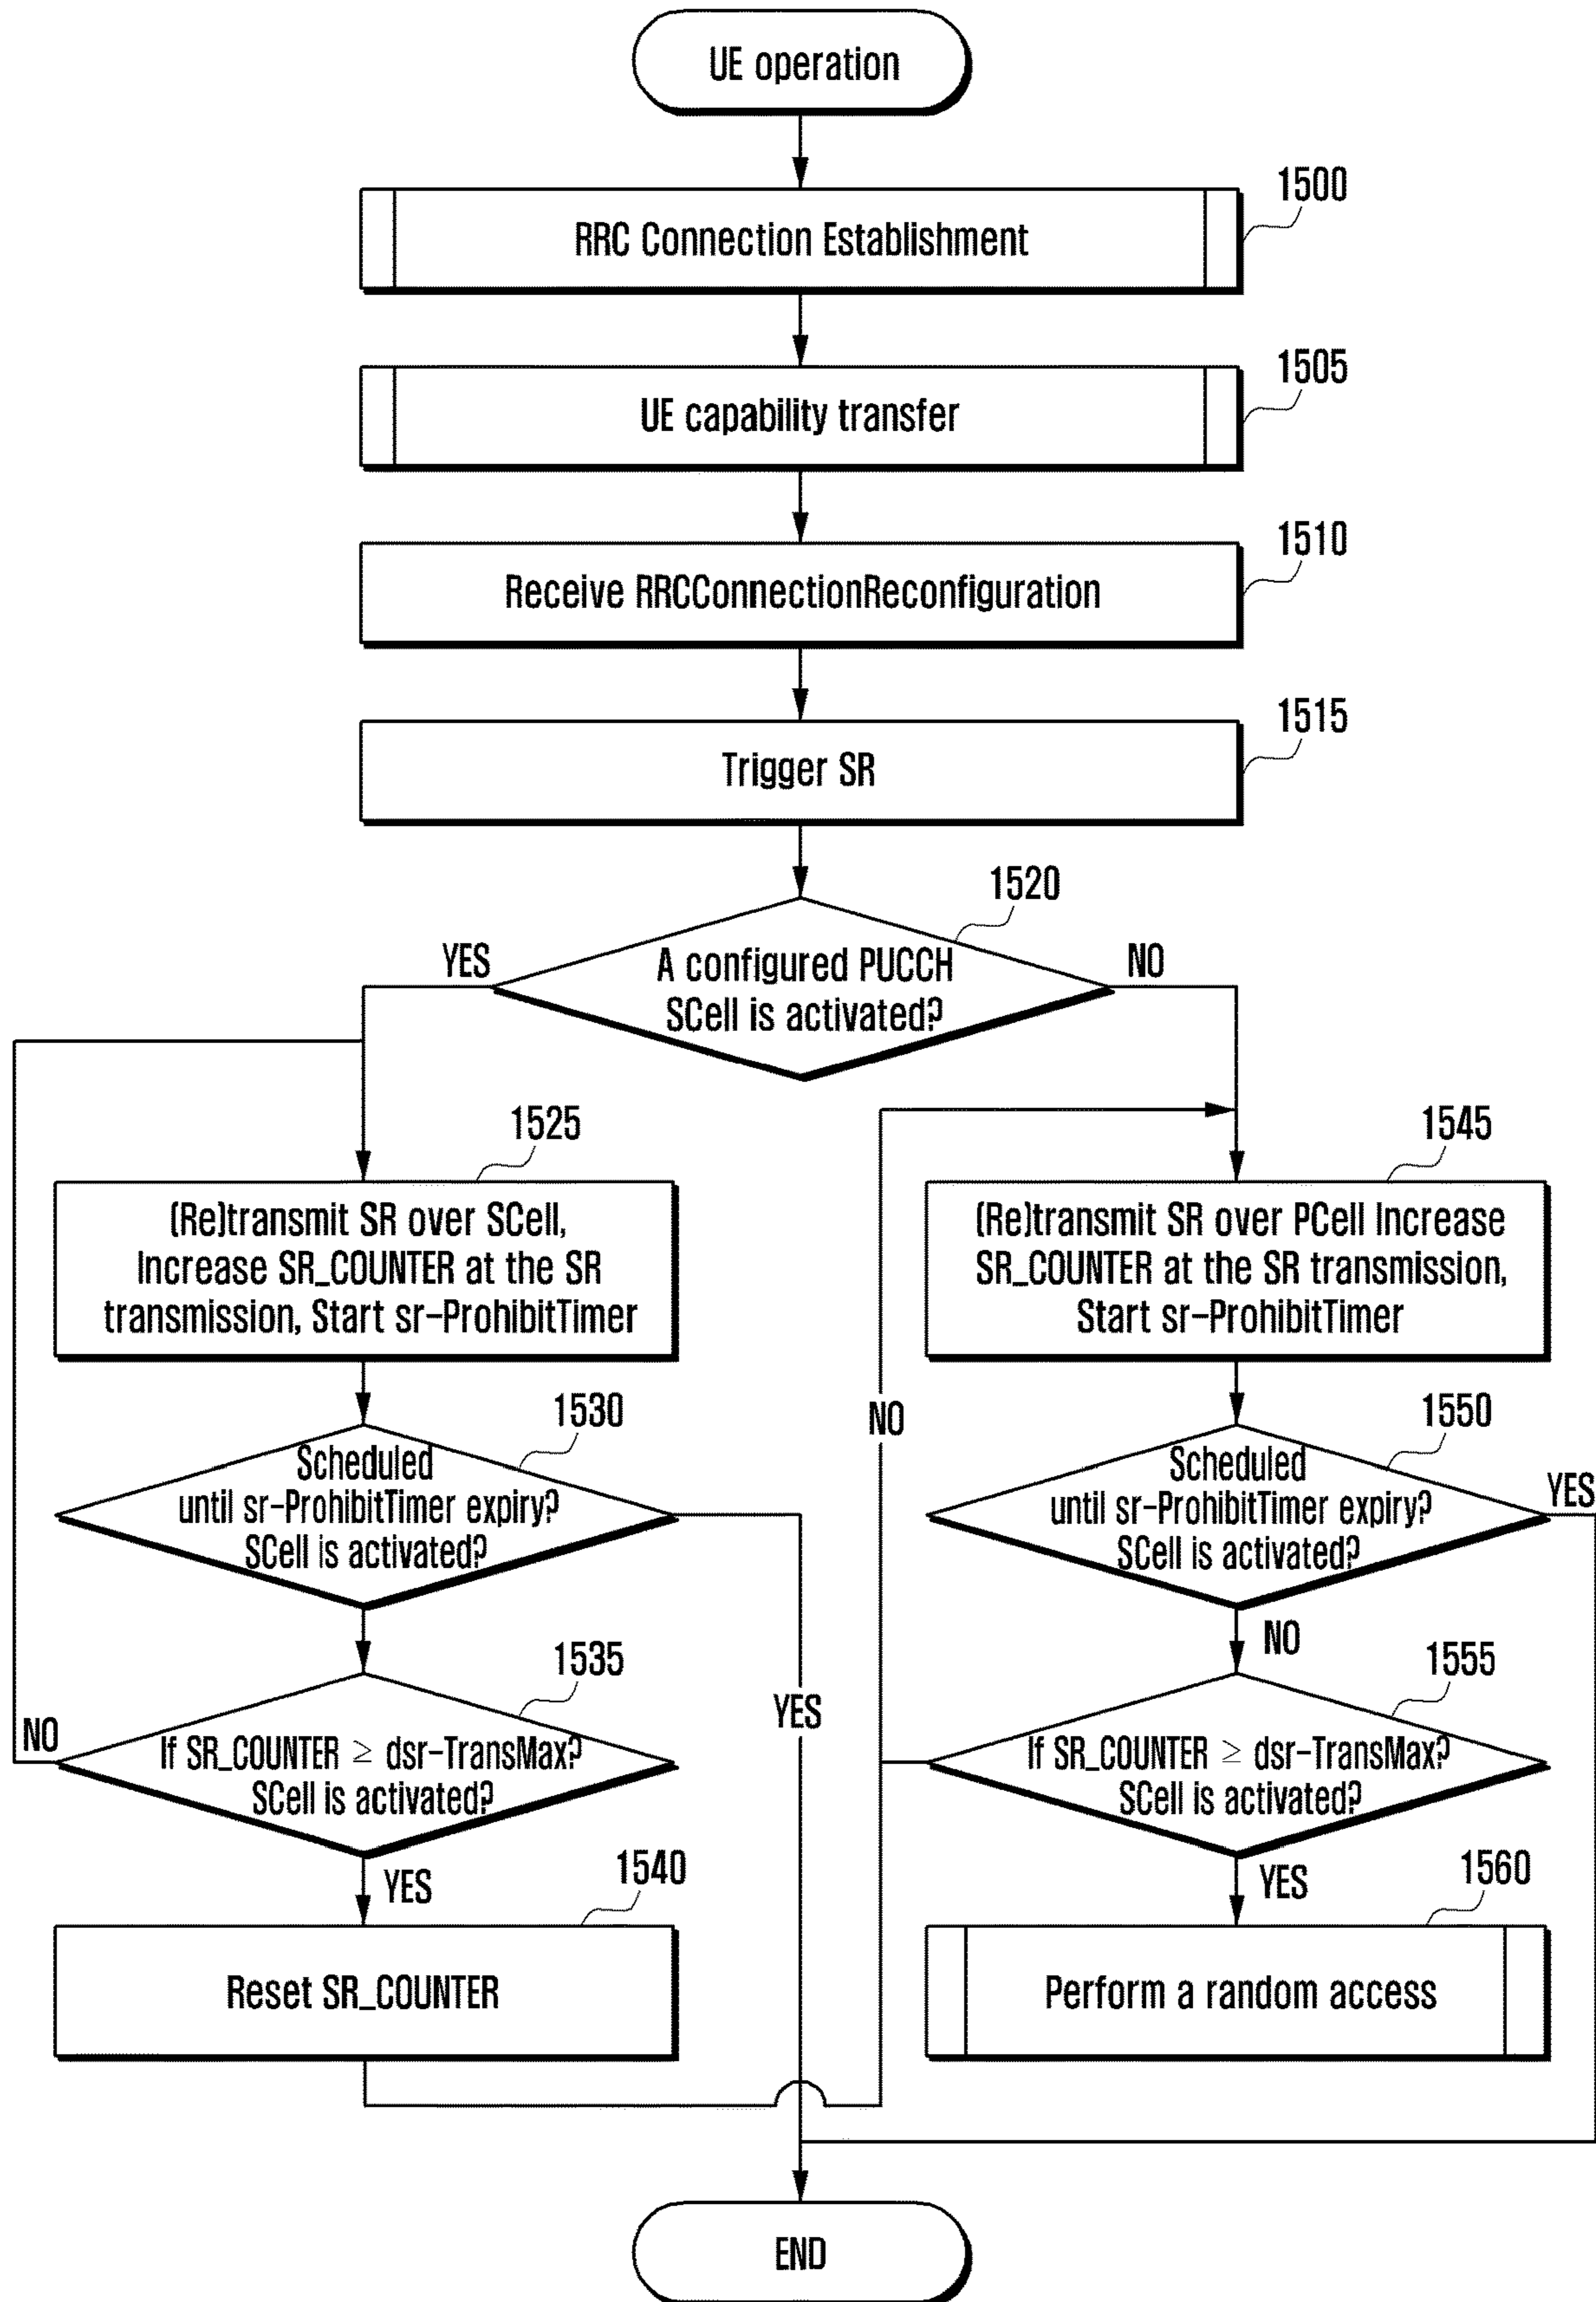 UE operation
1500
RRC Connection Establishment
1505
UE capability transfer
1510
Receive RRCConnectionReconfiguration
1515
Trigger SR
1520
YES
A configured PUCCH
SCell is activated?
NO
1525
(Re)transmit SR over SCell,
Increase SR_COUNTER at the SR
transmission, Start sr-ProhibitTimer
1545
(Re)transmit SR over PCell Increase
SR_COUNTER at the SR transmission,
Start sr-ProhibitTimer
1530
Scheduled
until sr-ProhibitTimer expiry?
SCell is activated?
NO
1550
Scheduled
until sr-ProhibitTimer expiry?
SCell is activated?
YES
NO
1535
If SR_COUNTER ≥ dsr-TransMax?
SCell is activated?
NO
YES
YES
1555
If SR_COUNTER ≥ dsr-TransMax?
SCell is activated?
YES
1540
Reset SR_COUNTER
1560
Perform a random access
END